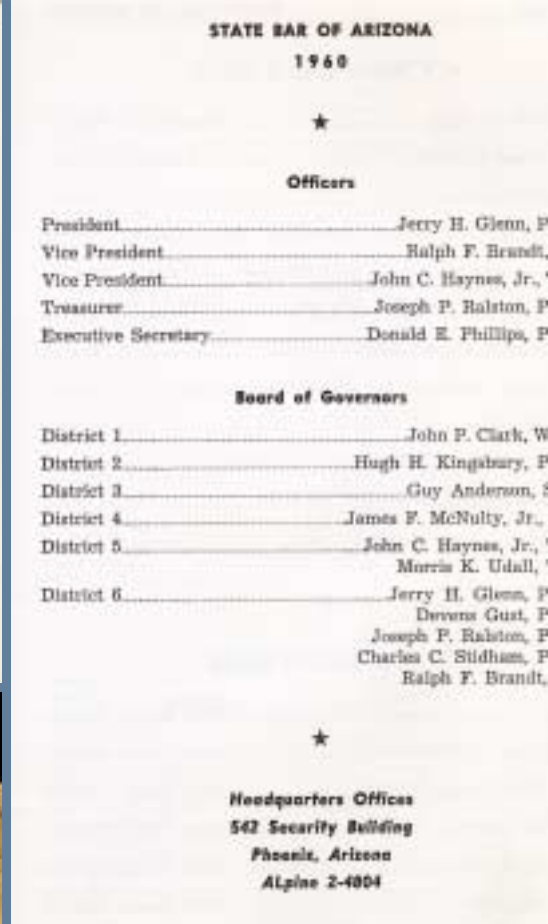 STATE BAR OF ARIZONA
1960
★
Officers
President Jerry H. Glenn, P
Vice President Ralph F. Brandt,
Vice President John C. Haynes, Jr.,
Treasurer Joseph P. Ralston, P
Executive Secretary Donald E. Phillips, P
Board of Governors
District 1 John P. Clark, W
District 2 Hugh H. Kingsbury, P
District 3 Guy Anderson, S
District 4 James F. McNulty, Jr.,
District 5 John C. Haynes, Jr.,
Morris K. Udall,
District 6 Jerry H. Glenn, P
Devens Gust, P
Joseph P. Ralston, P
Charles C. Stidham, P
Ralph F. Brandt,
★
Headquarters Offices
542 Security Building
Phoenix, Arizona
ALpine 2-4804